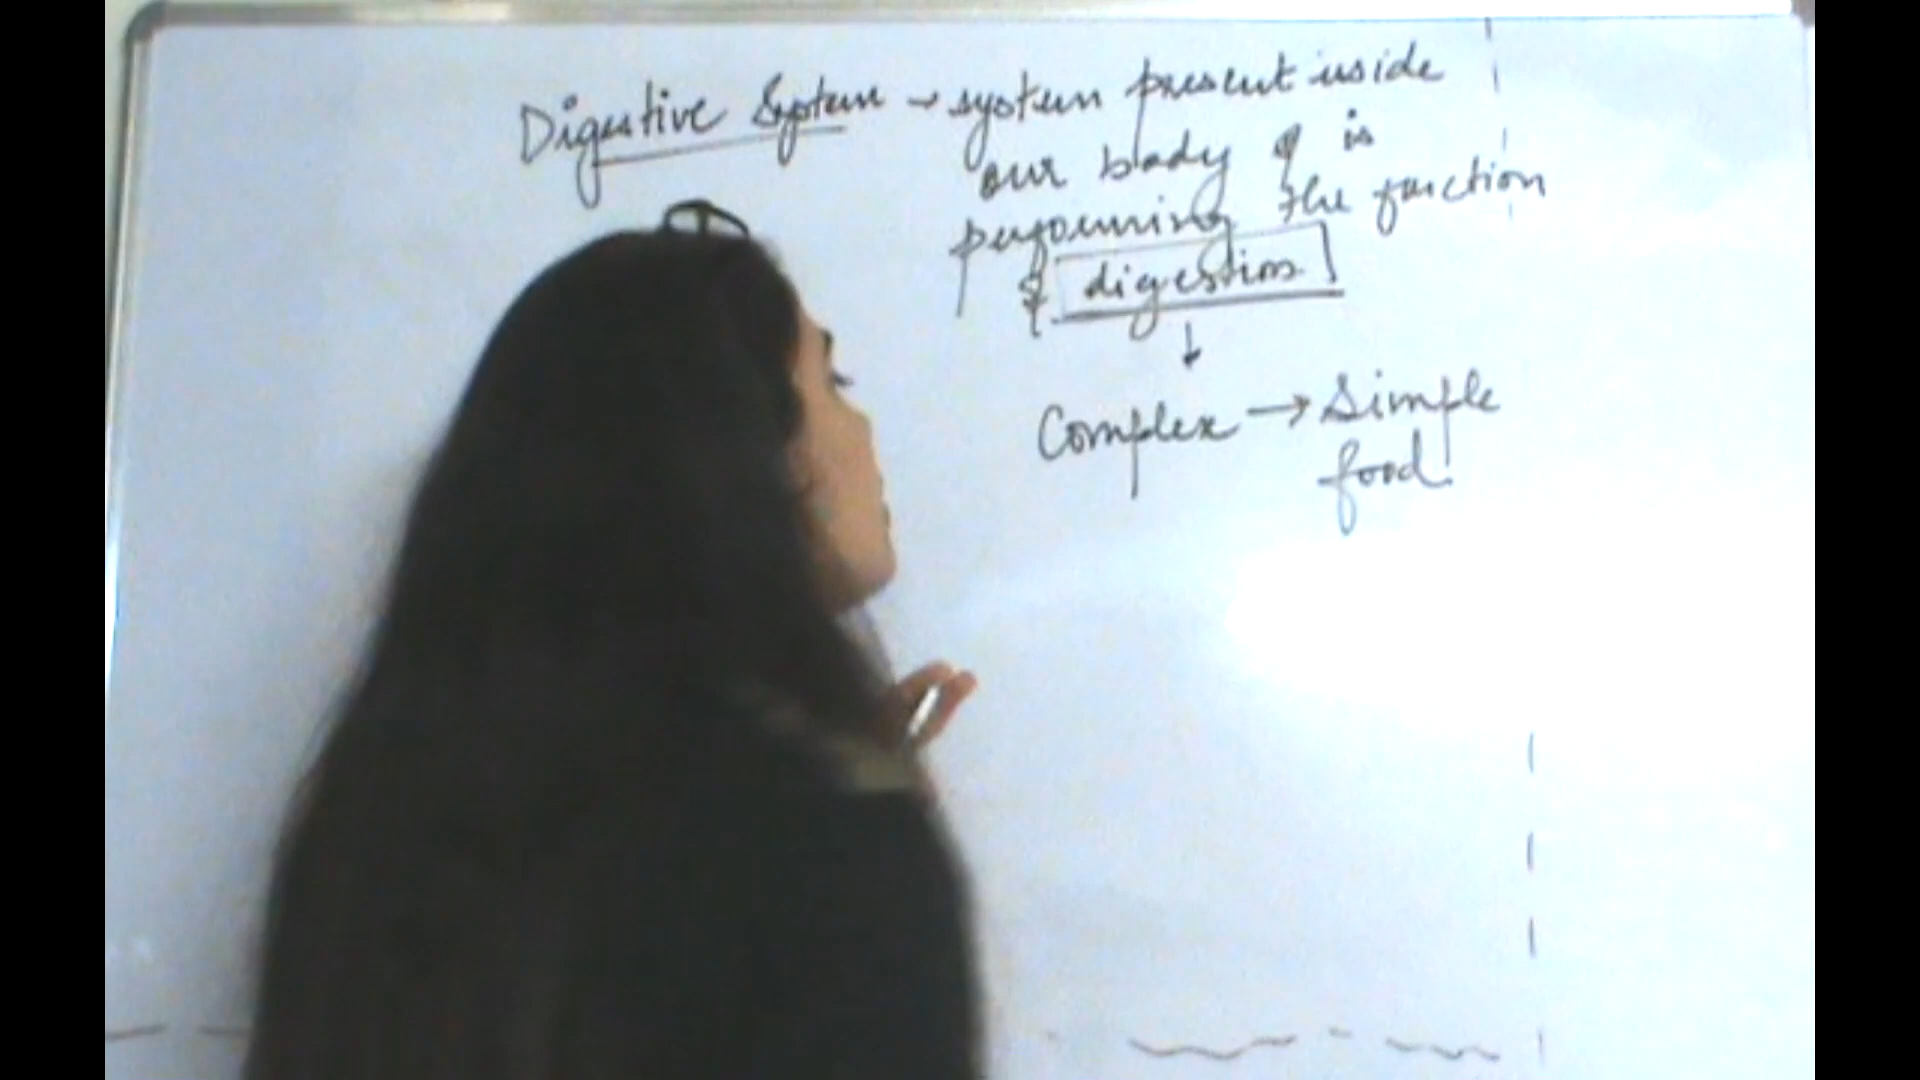 Digestive System → system present inside
our body & is
performing the function
of digestion
↓
Complex → Simple
food.